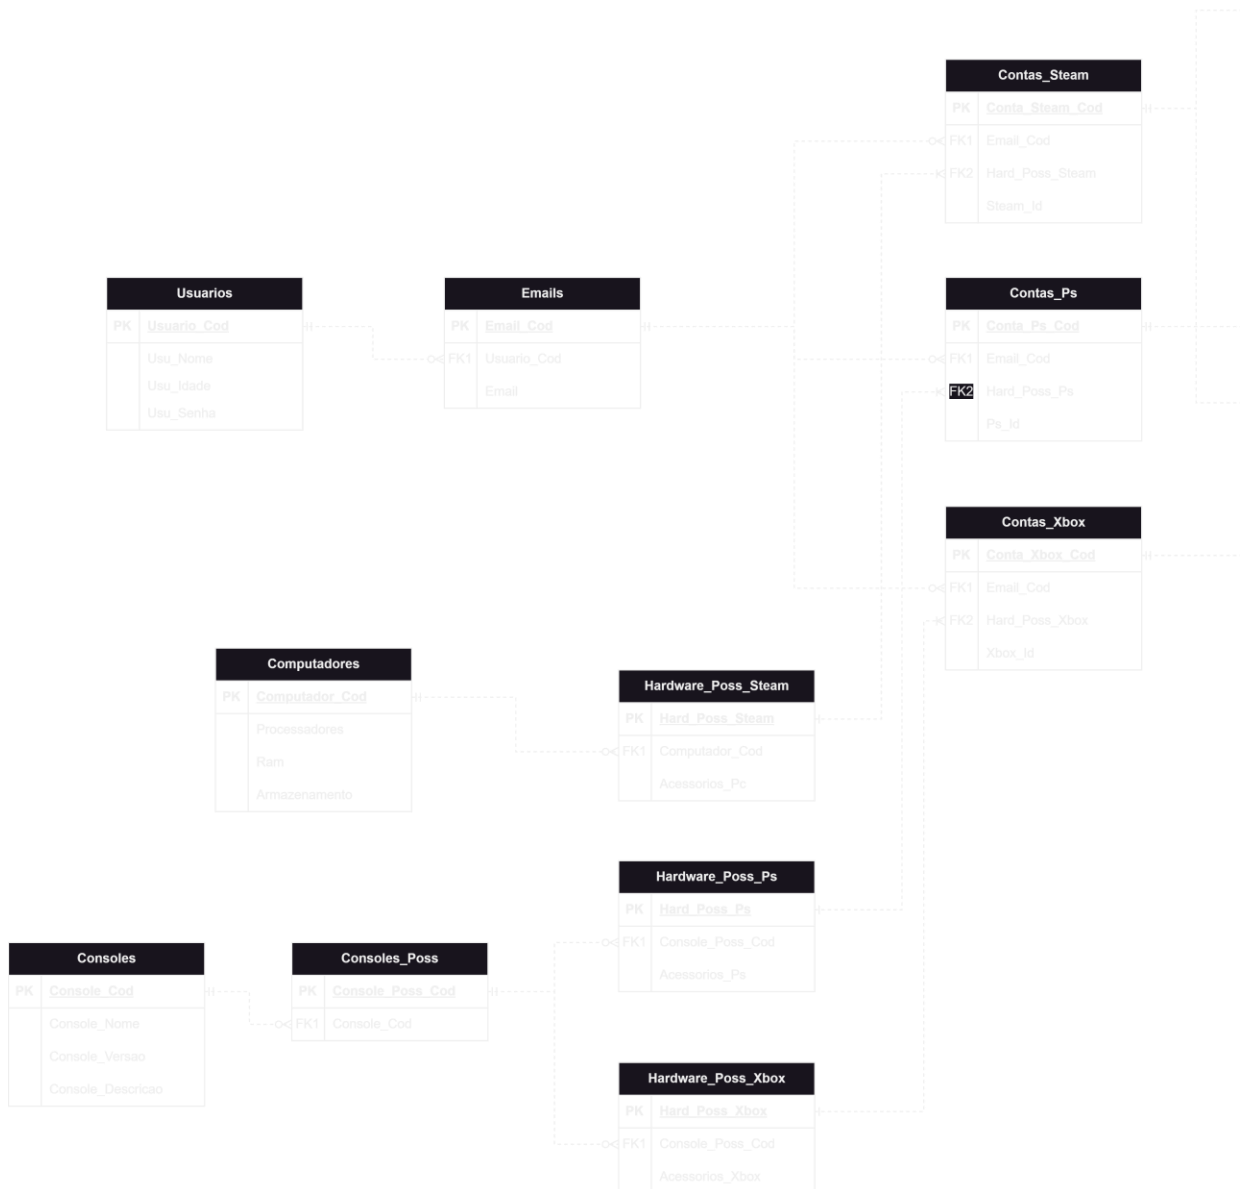 Contas_Steam
PK Conta_Steam_Cod
FK1 Email_Cod
FK2 Hard_Poss_Steam
Steam_Id
Usuarios
PK Usuario_Cod
Usu_Nome
Usu_Idade
Usu_Senha
Emails
PK Email_Cod
FK1 Usuario_Cod
Email
Contas_Ps
PK Conta_Ps_Cod
FK1 Email_Cod
FK2 Hard_Poss_Ps
Ps_Id
Contas_Xbox
PK Conta_Xbox_Cod
FK1 Email_Cod
FK2 Hard_Poss_Xbox
Xbox_Id
Computadores
PK Computador_Cod
Processadores
Ram
Armazenamento
Hardware_Poss_Steam
PK Hard_Poss_Steam
FK1 Computador_Cod
Acessorios_Pc
Hardware_Poss_Ps
PK Hard_Poss_Ps
FK1 Console_Poss_Cod
Acessorios_Ps
Consoles
PK Console_Cod
Console_Nome
Console_Versao
Console_Descricao
Consoles_Poss
PK Console_Poss_Cod
FK1 Console_Cod
Hardware_Poss_Xbox
PK Hard_Poss_Xbox
FK1 Console_Poss_Cod
Acessorios_Xbox